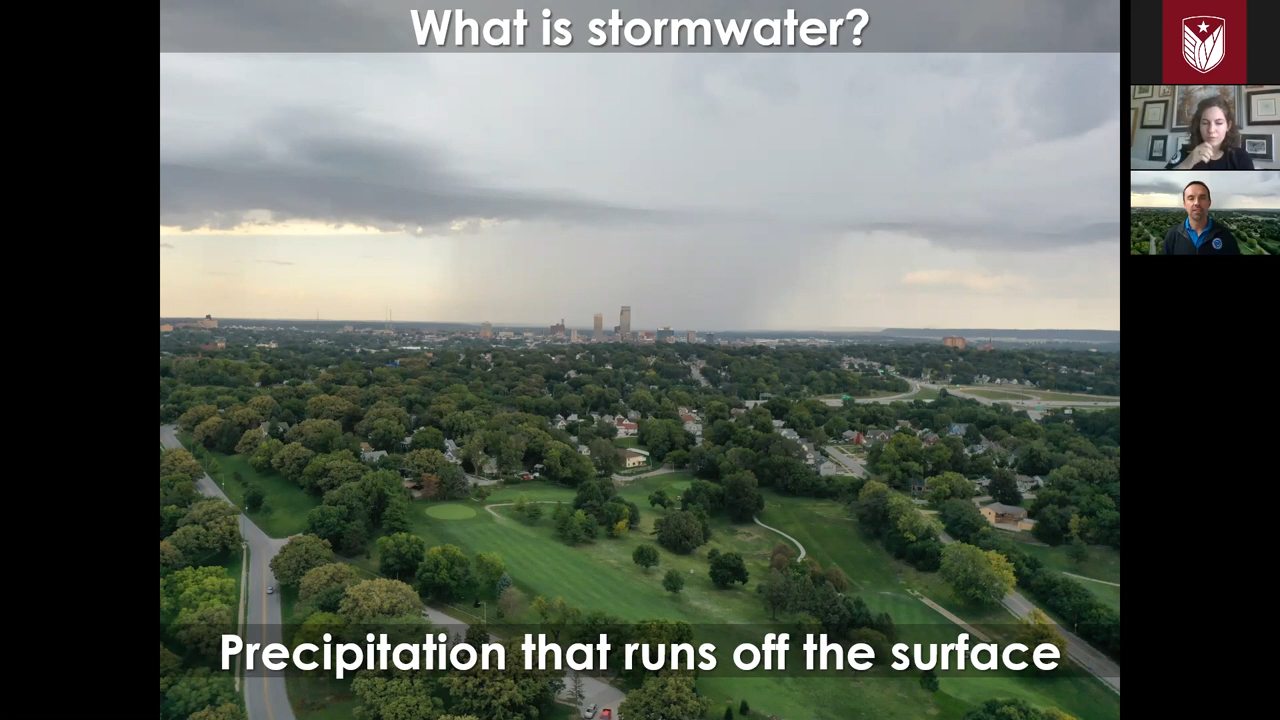 What is stormwater?
Precipitation that runs off the surface